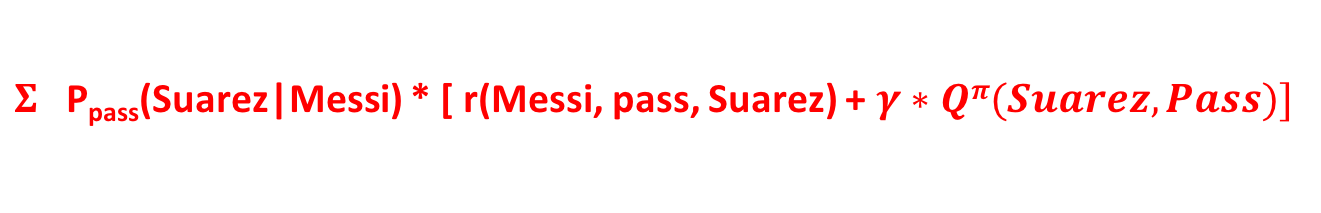 Σ P_pass(Suarez|Messi) * [ r(Messi, pass, Suarez) + γ * Q^π(Suarez, Pass)]